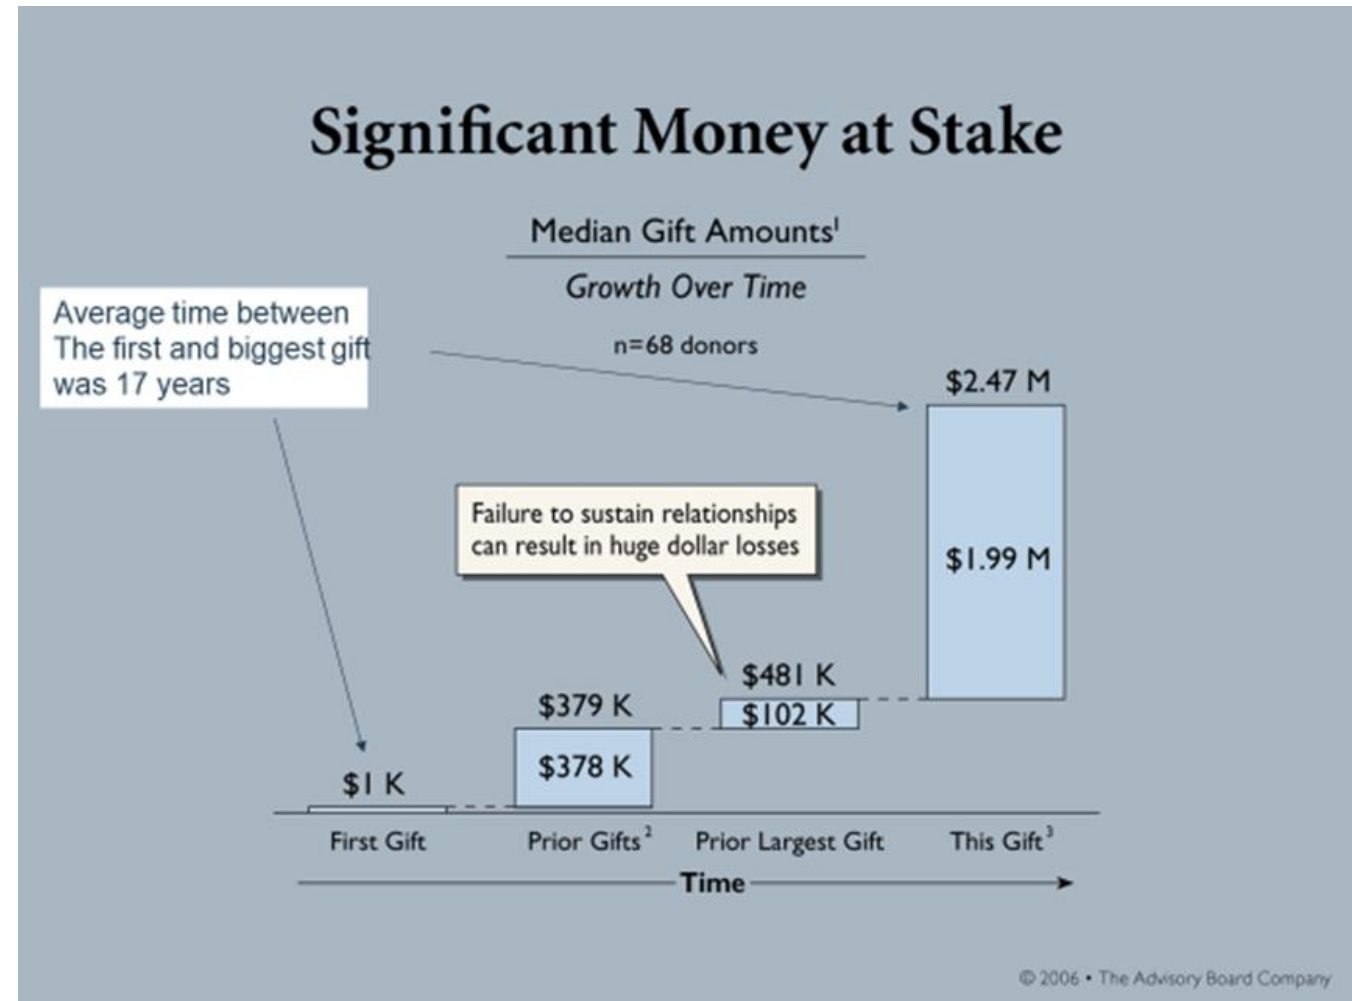 Significant Money at Stake
Median Gift Amounts¹
Growth Over Time
n=68 donors
Average time between
The first and biggest gift
was 17 years
Failure to sustain relationships
can result in huge dollar losses
$2.47 M
$1.99 M
$481 K
$102 K
$379 K
$378 K
$1 K
First Gift
Prior Gifts²
Prior Largest Gift
This Gift³
Time
© 2006 • The Advisory Board Company